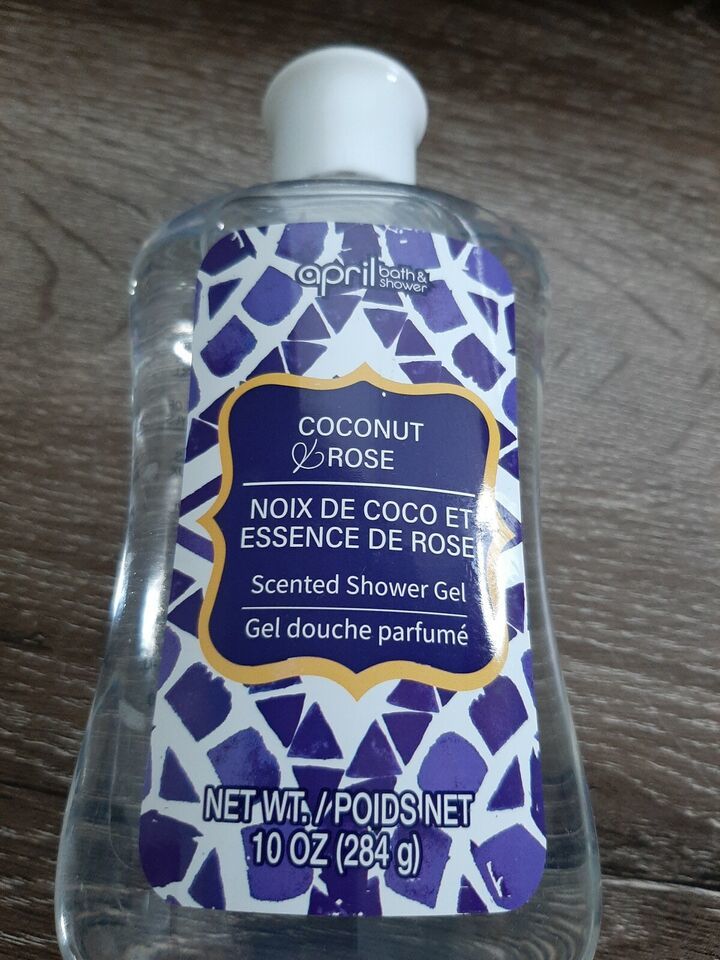 april bath & shower
COCONUT
& ROSE
NOIX DE COCO ET
ESSENCE DE ROSE
Scented Shower Gel
Gel douche parfumé
NET WT. / POIDS NET
10 OZ (284 g)